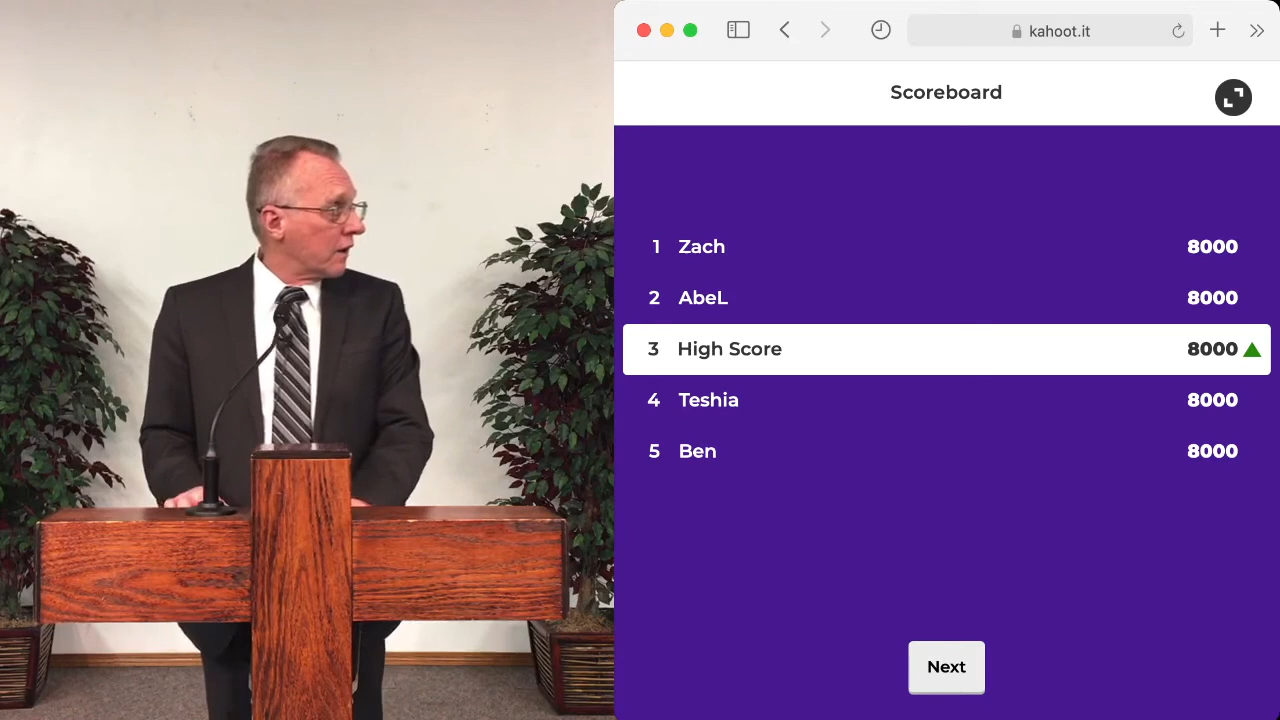 kahoot.it
Scoreboard
1 Zach 8000
2 AbeL 8000
3 High Score 8000
4 Teshia 8000
5 Ben 8000
Next